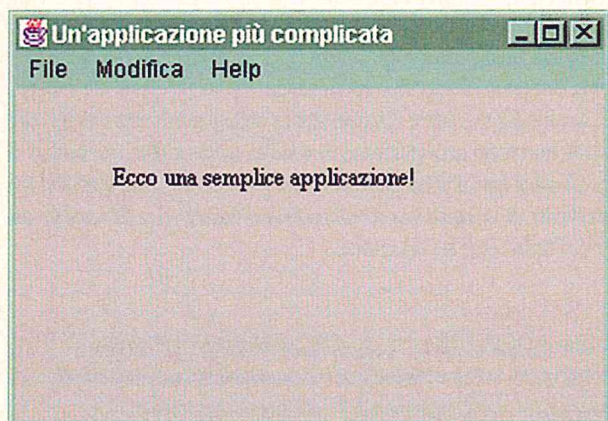 Un'applicazione più complicata
File Modifica Help
Ecco una semplice applicazione!